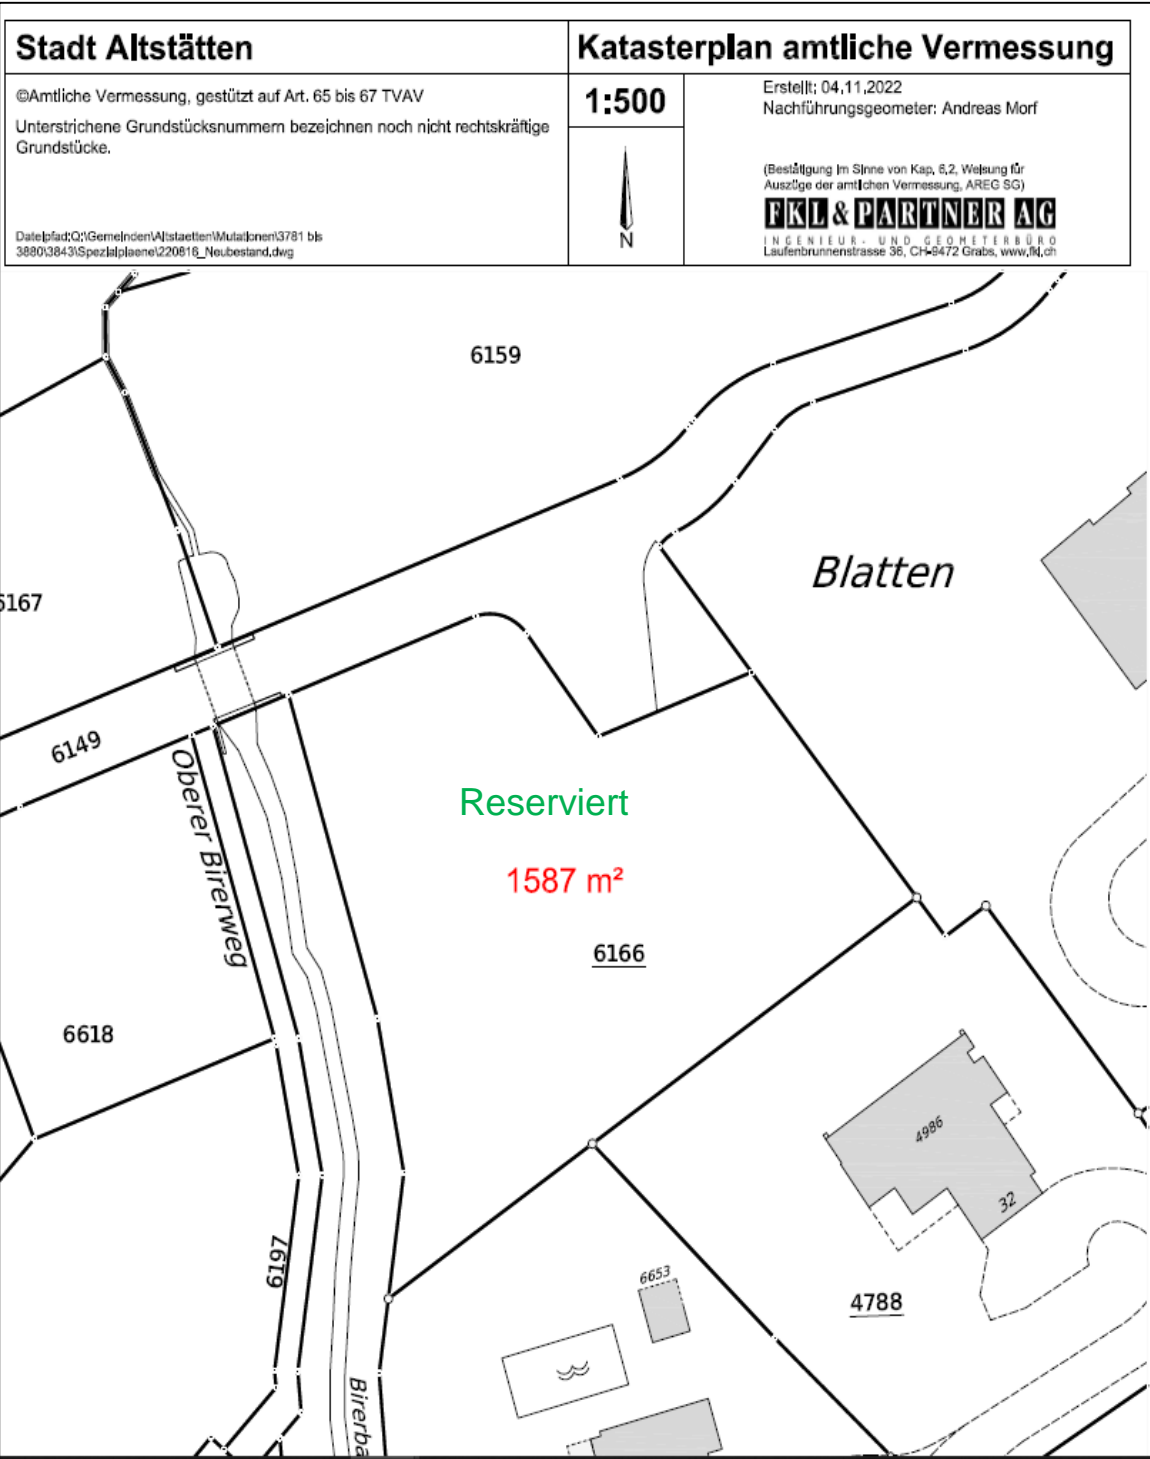 Stadt Altstätten
Katasterplan amtliche Vermessung
©Amtliche Vermessung, gestützt auf Art. 65 bis 67 TVAV
Unterstrichene Grundstücksnummern bezeichnen noch nicht rechtskräftige
Grundstücke.
Dateipfad:Q:\Gemeinden\Altstaetten\Mutationen\3781 bis
3880\3843\Spezialplaene\220816_Neubestand.dwg
1:500
N
Erstellt: 04.11.2022
Nachführungsgeometer: Andreas Morf
(Bestätigung im Sinne von Kap. 6.2, Weisung für
Auszüge der amtlichen Vermessung, AREG SG)
FKL & PARTNER AG
INGENIEUR- UND GEOMETERBÜRO
Laufenbrunnenstrasse 36, CH-9472 Grabs, www.fkl.ch
6159
Blatten
6167
6149
Oberer Birerweg
Reserviert
1587 m²
6166
6618
4986
32
6197
6653
4788
Birerba